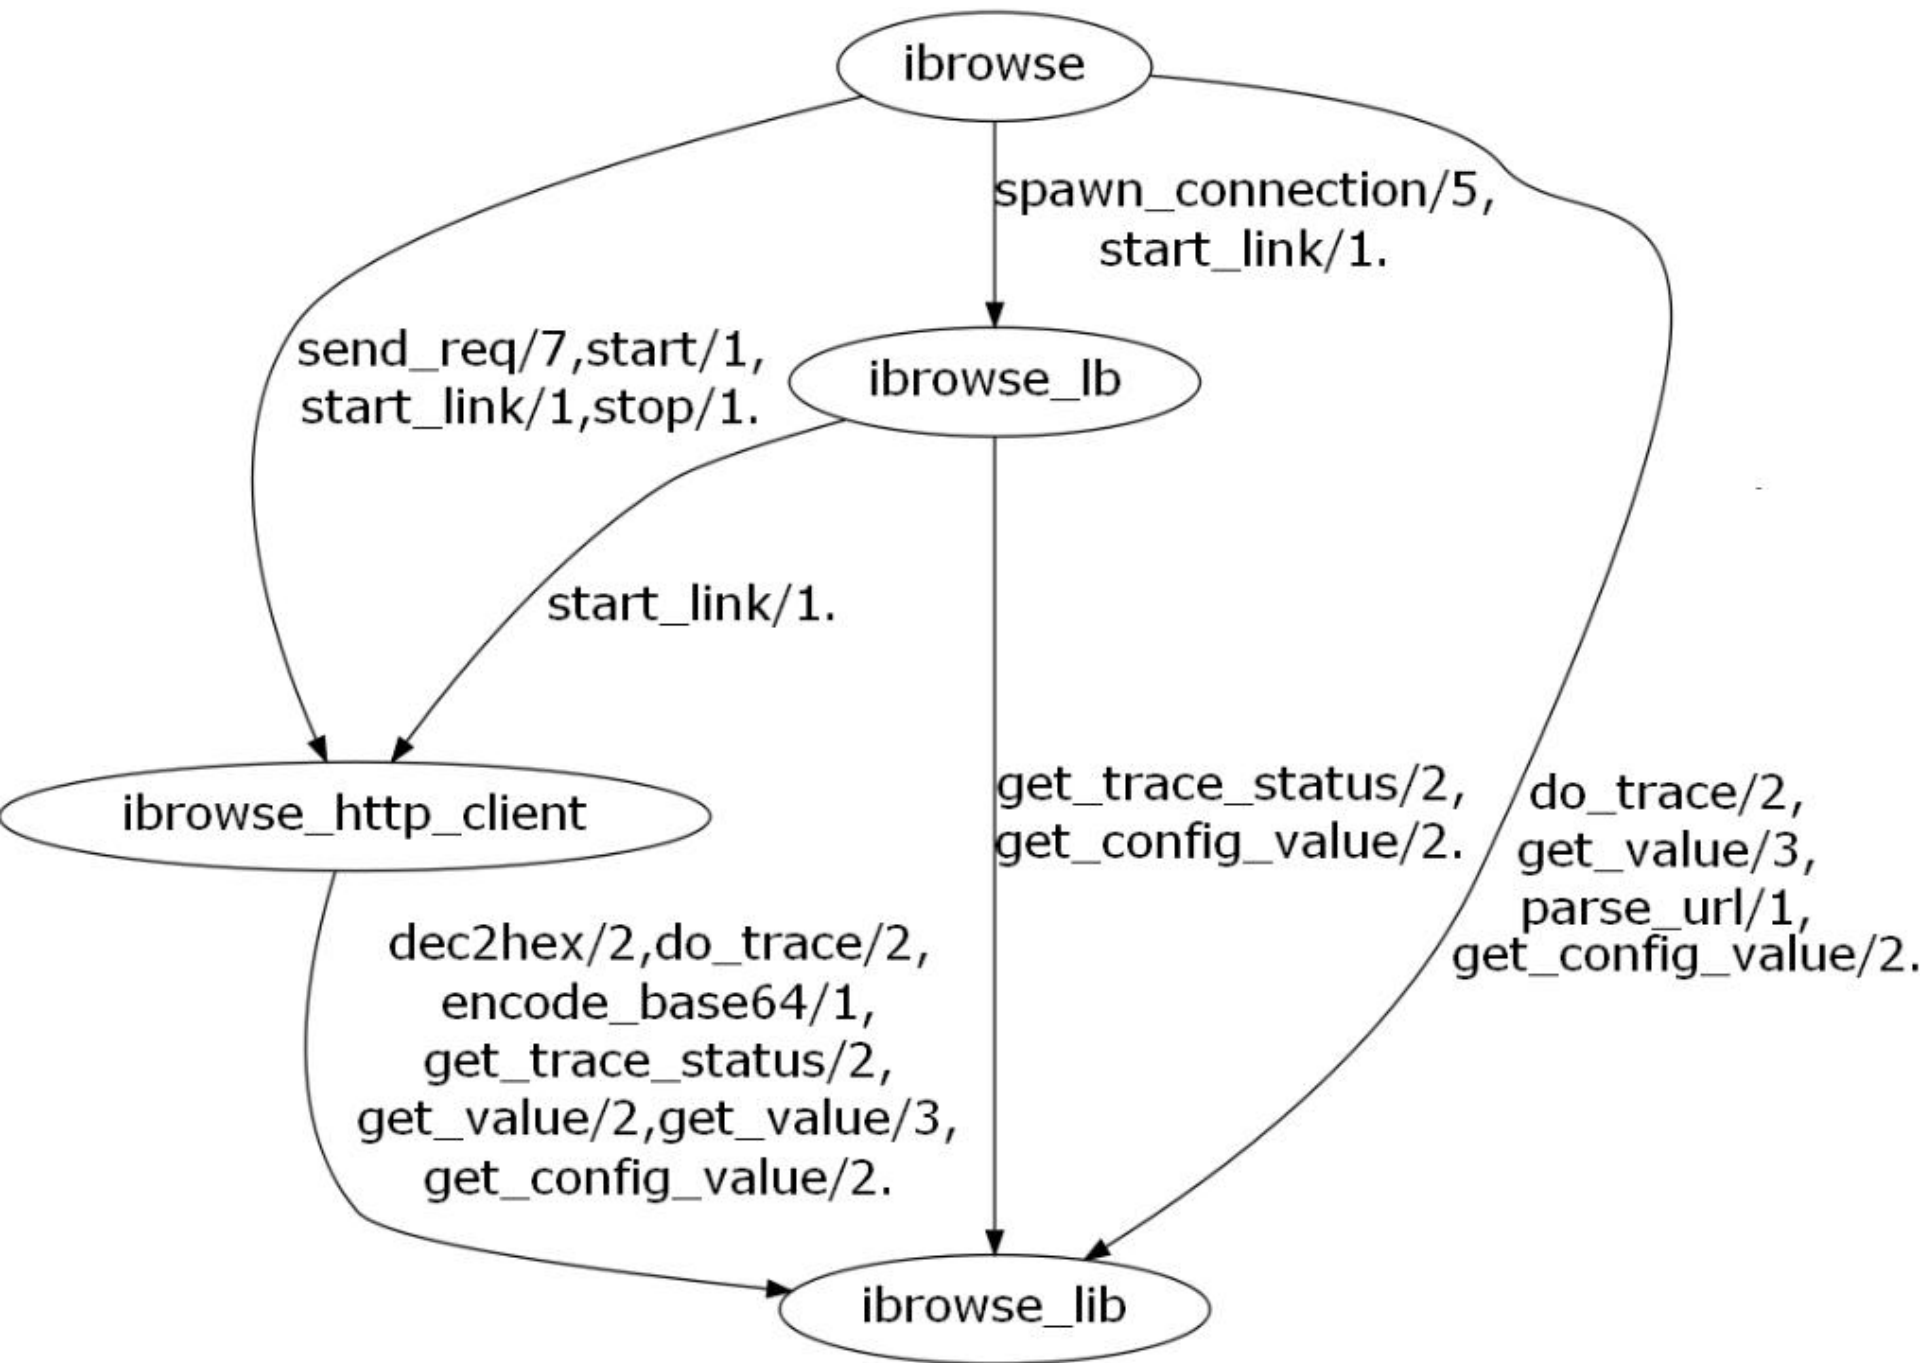 ibrowse
spawn_connection/5,
start_link/1.
send_req/7,start/1,
start_link/1,stop/1.
ibrowse_lb
start_link/1.
get_trace_status/2,
get_config_value/2.
do_trace/2,
get_value/3,
parse_url/1,
get_config_value/2.
ibrowse_http_client
dec2hex/2,do_trace/2,
encode_base64/1,
get_trace_status/2,
get_value/2,get_value/3,
get_config_value/2.
ibrowse_lib